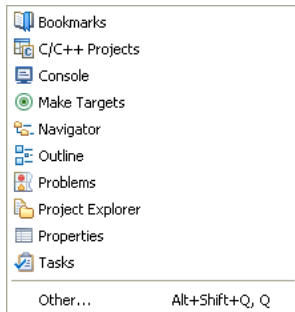 Bookmarks
C/C++ Projects
Console
Make Targets
Navigator
Outline
Problems
Project Explorer
Properties
Tasks
Other... Alt+Shift+Q, Q